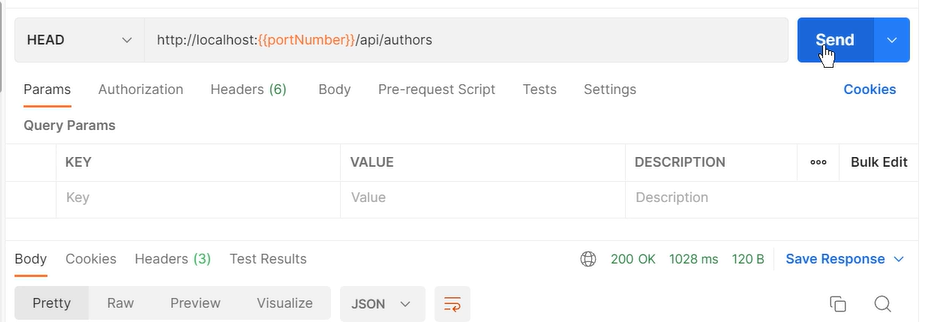 HEAD http://localhost:{{portNumber}}/api/authors Send
Params Authorization Headers (6) Body Pre-request Script Tests Settings Cookies
Query Params
KEY VALUE DESCRIPTION ooo Bulk Edit
Key Value Description
Body Cookies Headers (3) Test Results 200 OK 1028 ms 120 B Save Response
Pretty Raw Preview Visualize JSON